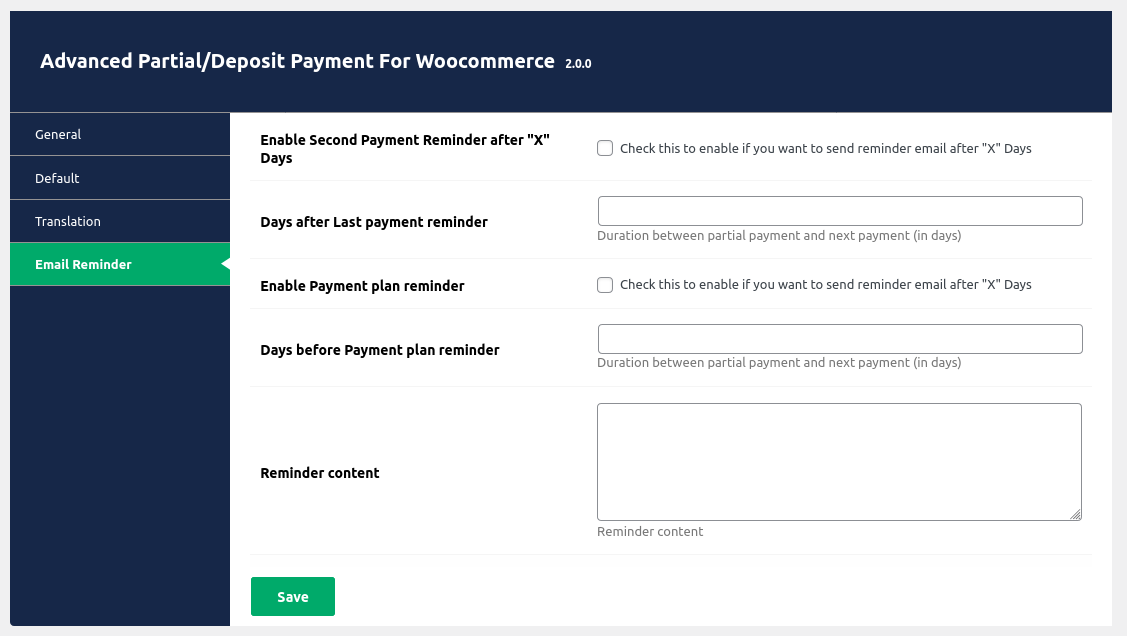 Advanced Partial/Deposit Payment For Woocommerce 2.0.0
General
Default
Translation
Email Reminder
Enable Second Payment Reminder after "X"
Days
Check this to enable if you want to send reminder email after "X" Days
Days after Last payment reminder
Duration between partial payment and next payment (in days)
Enable Payment plan reminder
Check this to enable if you want to send reminder email after "X" Days
Days before Payment plan reminder
Duration between partial payment and next payment (in days)
Reminder content
Reminder content
Save